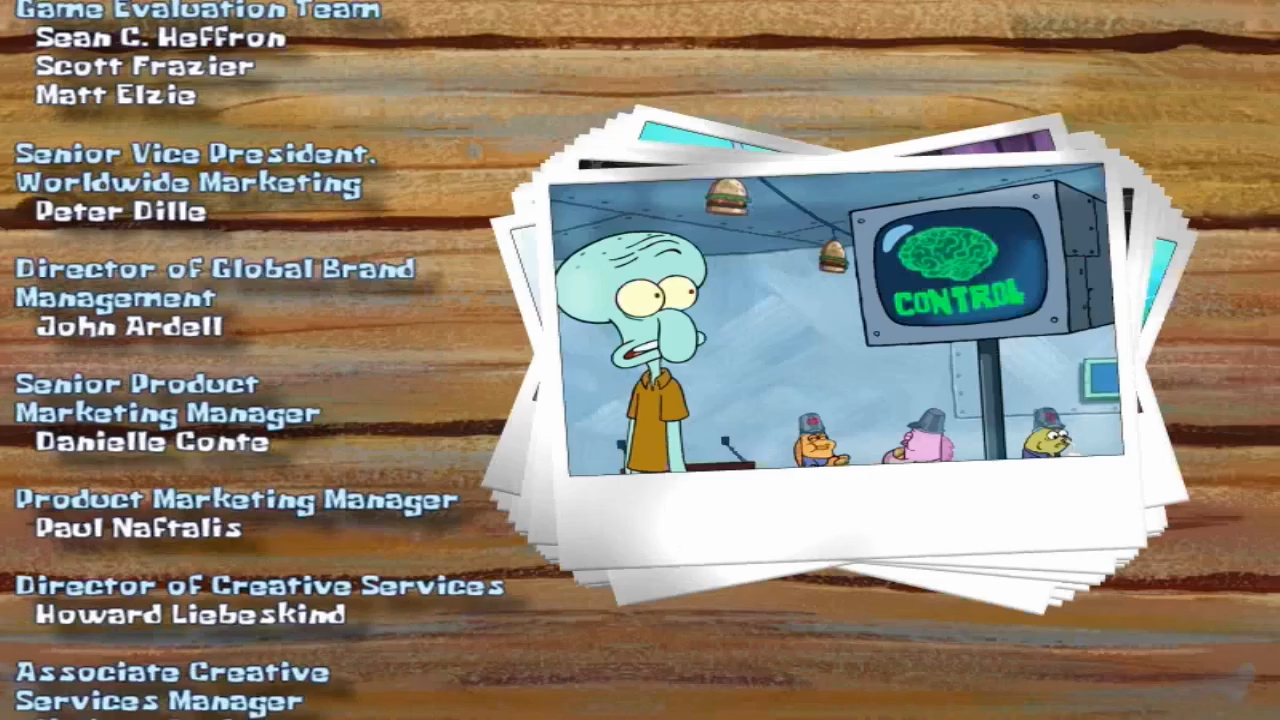 Game Evaluation Team
Sean C. Heffron
Scott Frazier
Matt Elzie
Senior Vice President,
Worldwide Marketing
Peter Dille
Director of Global Brand
Management
John Ardell
Senior Product
Marketing Manager
Danielle Conte
Product Marketing Manager
Paul Naftalis
Director of Creative Services
Howard Liebeskind
Associate Creative
Services Manager
CONTROL